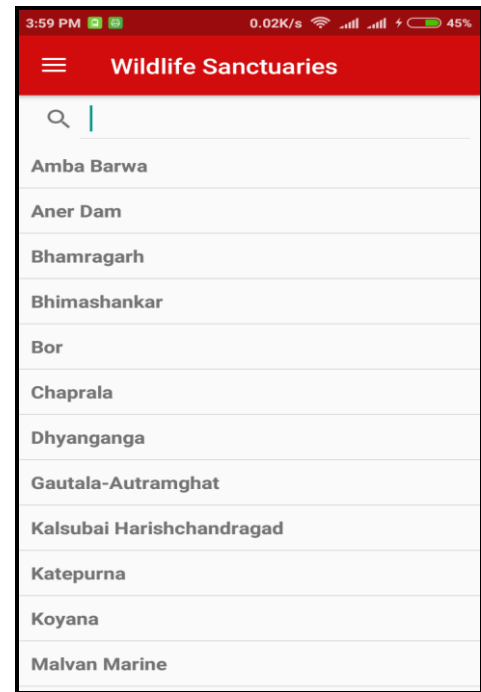 3:59 PM 0.02K/s 45%
Wildlife Sanctuaries
Amba Barwa
Aner Dam
Bhamragarh
Bhimashankar
Bor
Chaprala
Dhyanganga
Gautala-Autramghat
Kalsubai Harishchandragad
Katepurna
Koyana
Malvan Marine